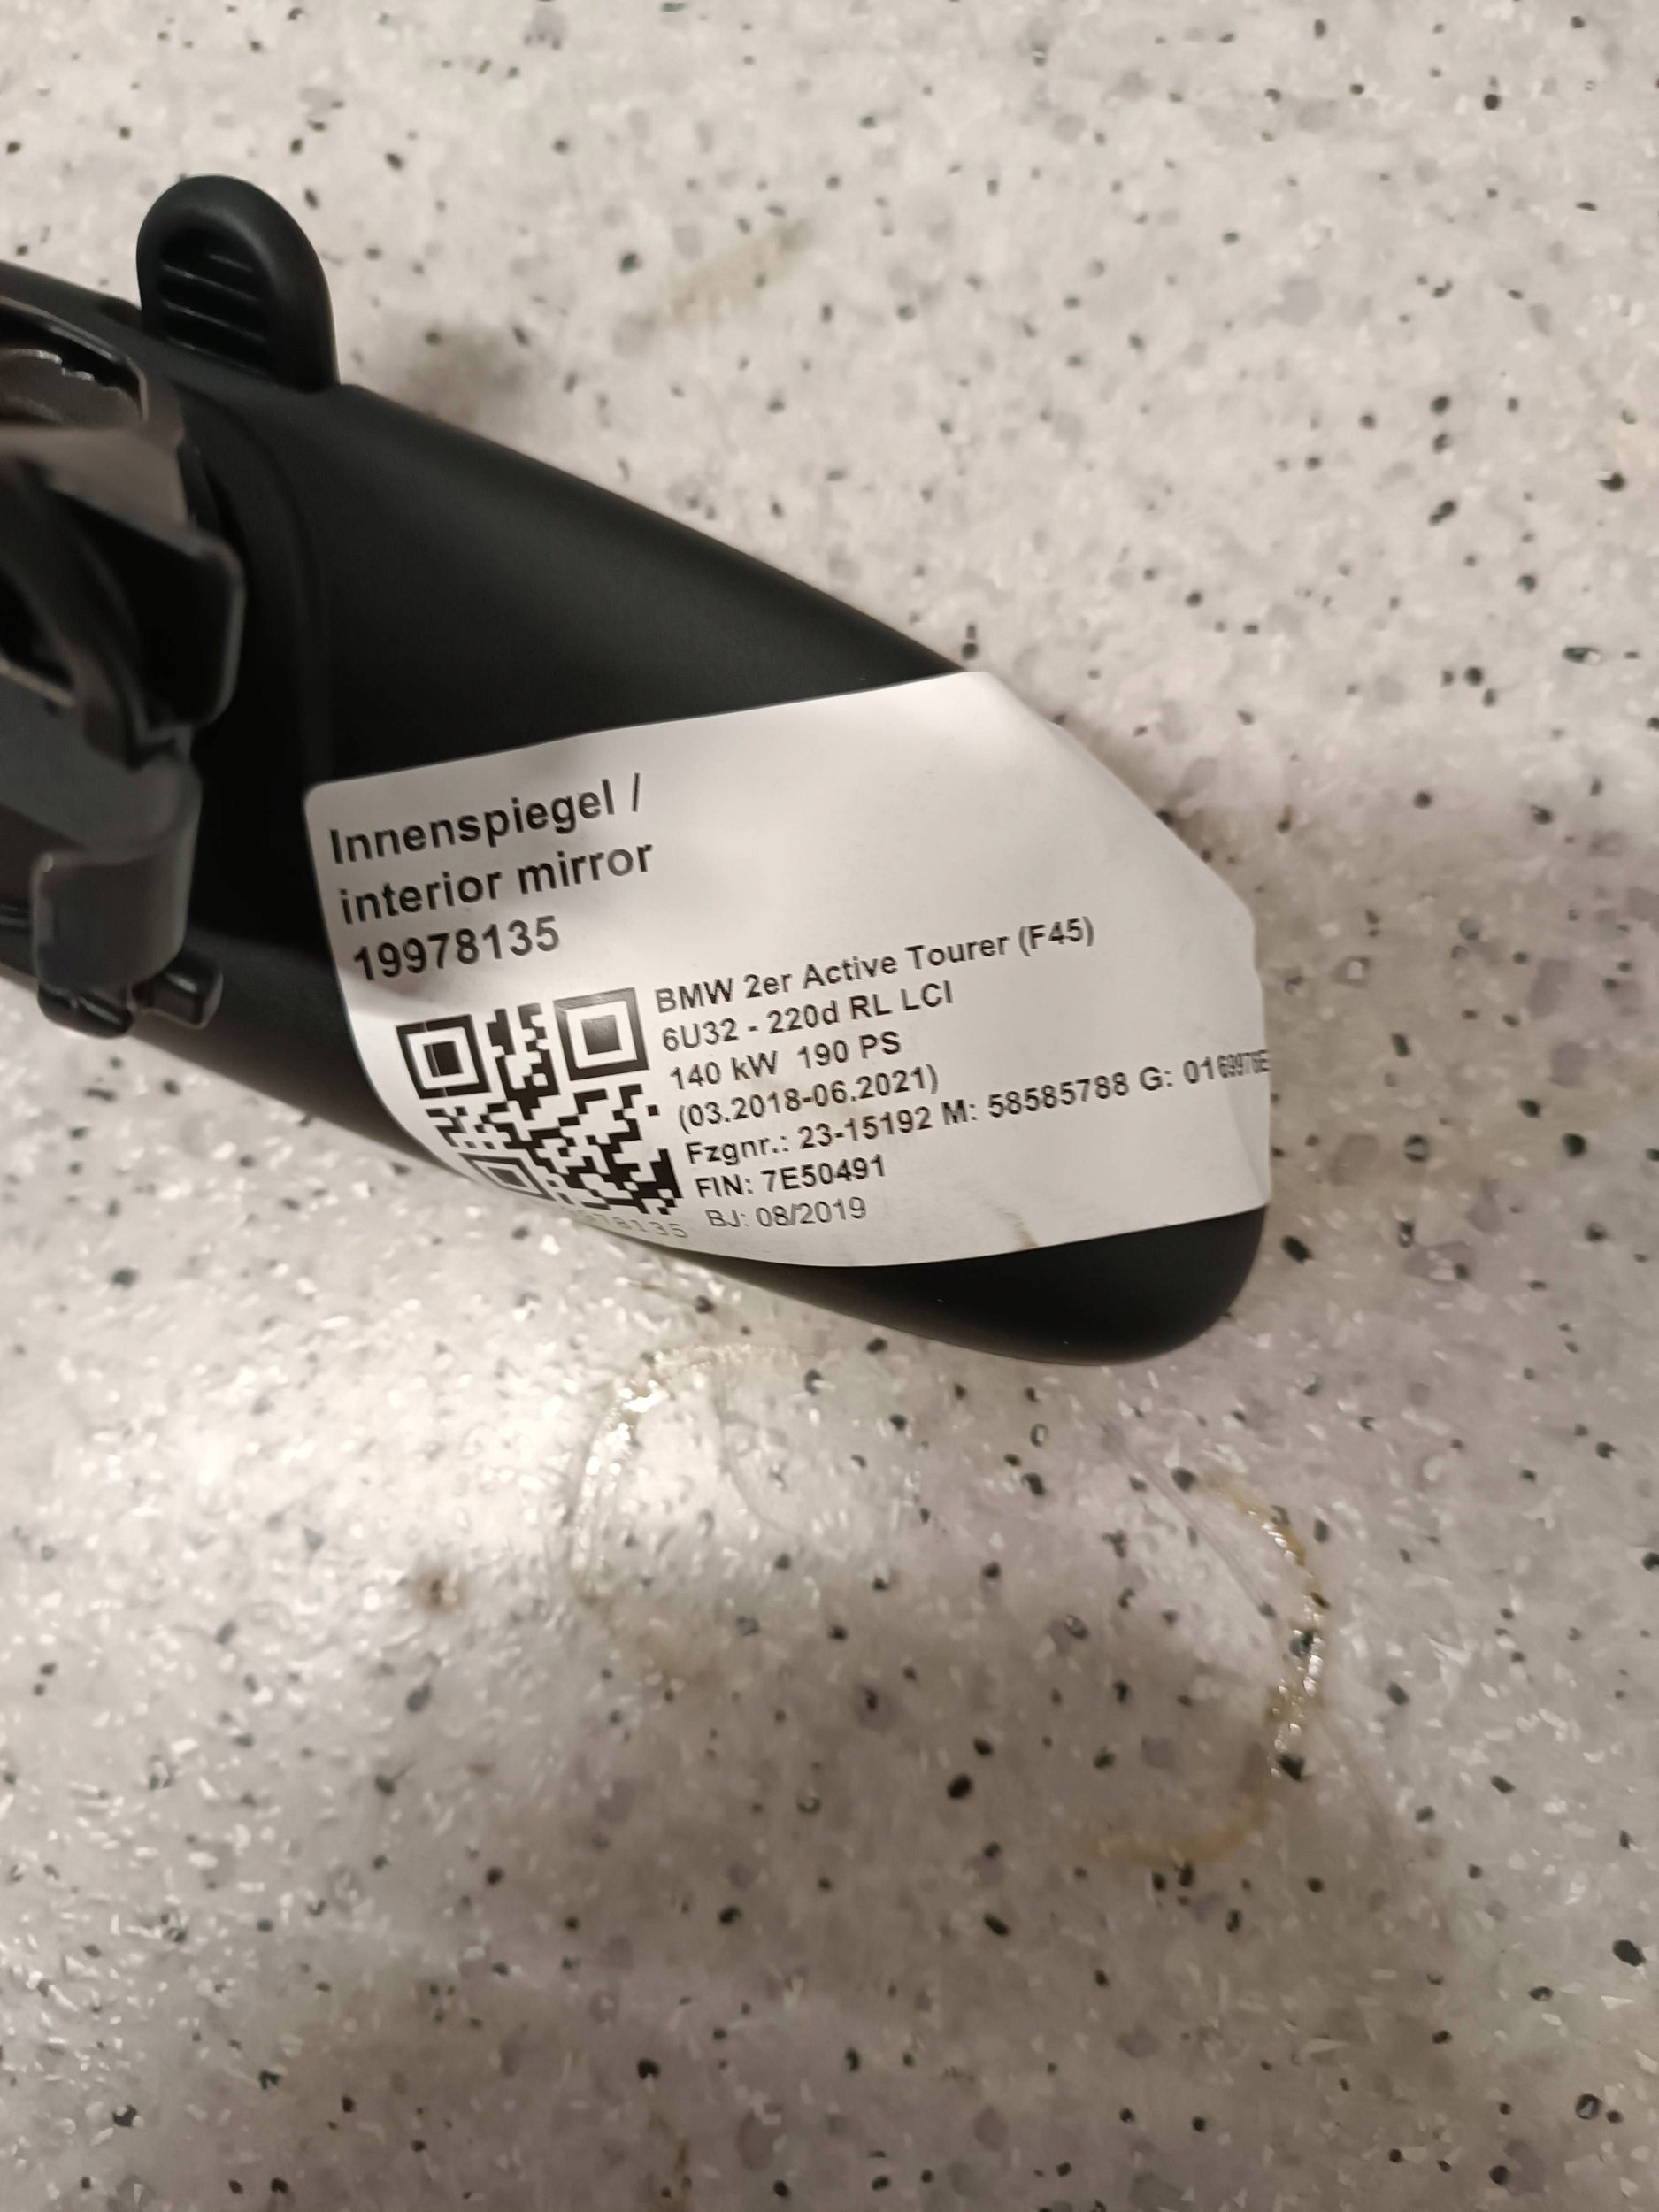 Innenspiegel /
interior mirror
19978135
BMW 2er Active Tourer (F45)
6U32 - 220d RL LCI
140 kW 190 PS
(03.2018-06.2021)
Fzgnr.: 23-15192 M: 58585788 G:
FIN: 7E50491
BJ: 08/2019